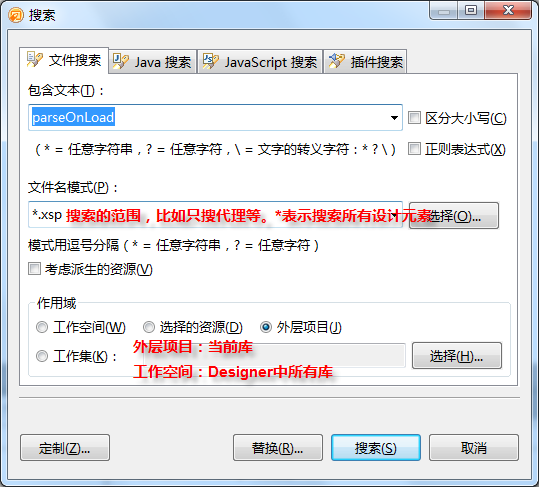 搜索
文件搜索 Java 搜索 JavaScript 搜索 插件搜索
包含文本(T)：
parseOnLoad 区分大小写(C)
（* = 任意字符串，? = 任意字符，\ = 文字的转义字符：* ? \ ） 正则表达式(X)
文件名模式(P)：
*.xsp 搜索的范围，比如只搜代理等。*表示搜索所有设计元素 选择(O)...
模式用逗号分隔（* = 任意字符串，? = 任意字符）
考虑派生的资源(V)
作用域
工作空间(W) 选择的资源(D) 外层项目(J)
外层项目：当前库
工作集(K)： 选择(H)...
工作空间：Designer中所有库
定制(Z)... 替换(R)... 搜索(S) 取消